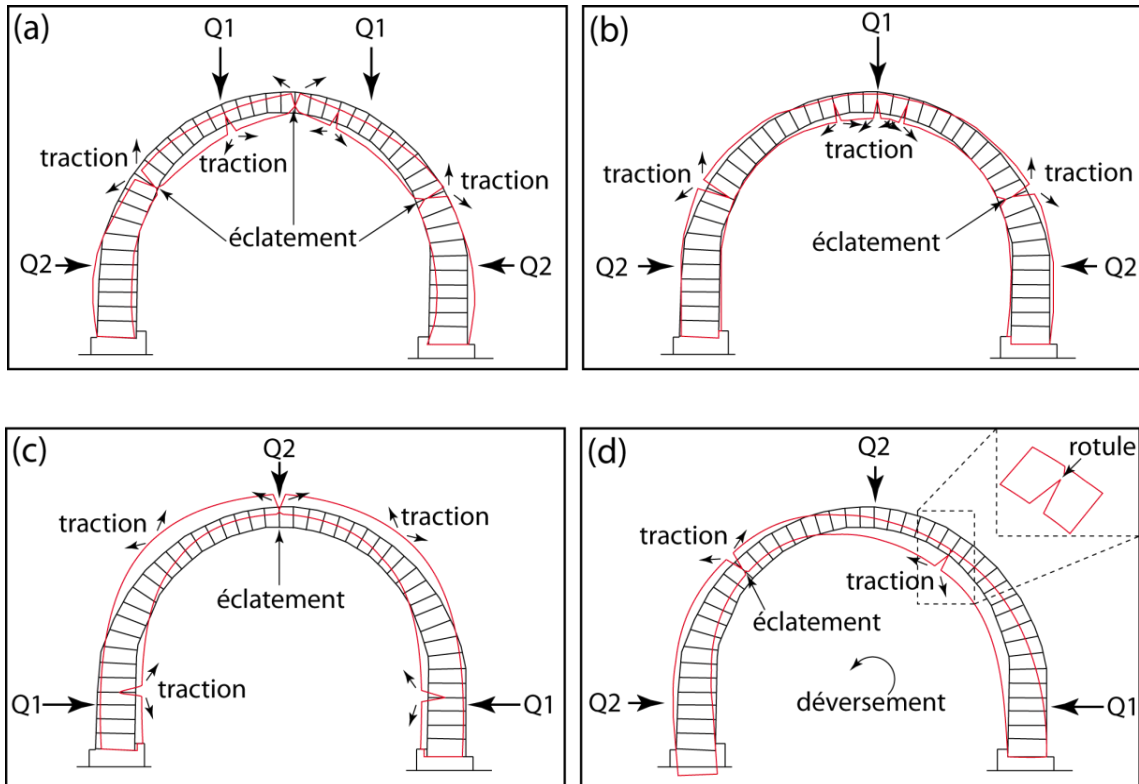 (a)
Q1
Q1
traction
traction
traction
éclatement
Q2
Q2
(b)
Q1
traction
traction
traction
éclatement
Q2
Q2
(c)
Q2
traction
traction
éclatement
traction
Q1
Q1
(d)
Q2
rotule
traction
traction
éclatement
déversement
Q2
Q1